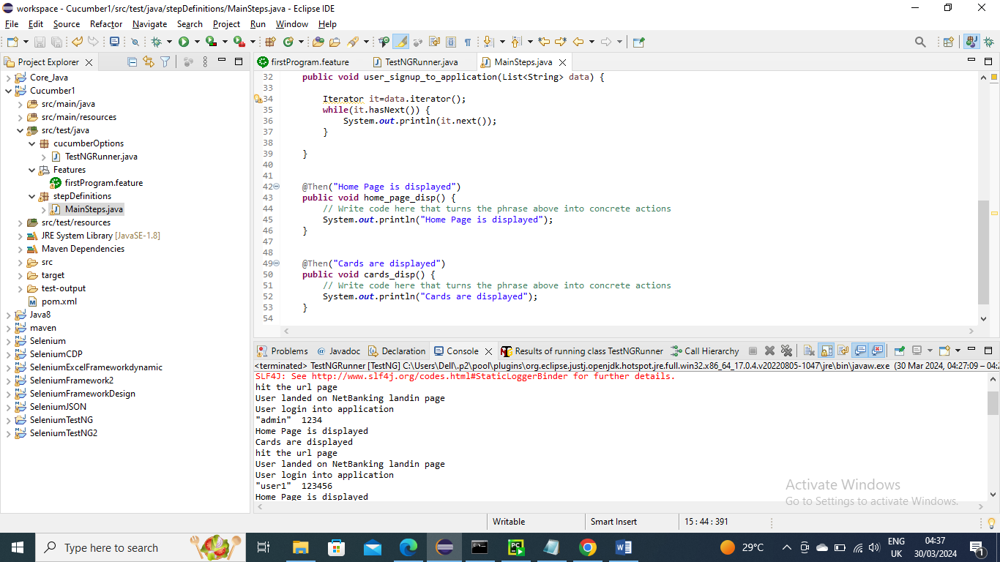 workspace - Cucumber1/src/test/java/stepDefinitions/MainSteps.java - Eclipse IDE
File Edit Source Refactor Navigate Search Project Run Window Help
Project Explorer
Core_Java
Cucumber1
src/main/java
src/main/resources
src/test/java
cucumberOptions
TestNGRunner.java
Features
firstProgram.feature
stepDefinitions
MainSteps.java
src/test/resources
JRE System Library [JavaSE-1.8]
Maven Dependencies
src
target
test-output
pom.xml
Java8
maven
Selenium
SeleniumCDP
SeleniumExcelFrameworkdynamic
SeleniumFramework2
SeleniumFrameworkDesign
SeleniumJSON
SeleniumTestNG
SeleniumTestNG2
firstProgram.feature TestNGRunner.java MainSteps.java
32 public void user_signup_to_application(List<String> data) {
33
34 Iterator it=data.iterator();
35 while(it.hasNext()) {
36 System.out.println(it.next());
37 }
38
39 }
40
41
42 @Then("Home Page is displayed")
43 public void home_page_disp() {
44 // Write code here that turns the phrase above into concrete actions
45 System.out.println("Home Page is displayed");
46 }
47
48
49 @Then("Cards are displayed")
50 public void cards_disp() {
51 // Write code here that turns the phrase above into concrete actions
52 System.out.println("Cards are displayed");
53 }
54
Problems @ Javadoc Declaration Console Results of running class TestNGRunner Call Hierarchy
<terminated> TestNGRunner [TestNG] C:\Users\Dell\.p2\pool\plugins\org.eclipse.justj.openjdk.hotspot.jre.full.win32.x86_64_17.0.4.v20220805-1047\jre\bin\javaw.exe (30 Mar 2024, 04:27:09 – 04:
SLF4J: See http://www.slf4j.org/codes.html#StaticLoggerBinder for further details.
hit the url page
User landed on NetBanking landin page
User login into application
"admin" 1234
Home Page is displayed
Cards are displayed
hit the url page
User landed on NetBanking landin page
User login into application
"user1" 123456
Home Page is displayed
Activate Windows
Go to Settings to activate Windows.
Writable Smart Insert 15 : 44 : 391
Type here to search
29°C
ENG
UK
04:37
30/03/2024
1